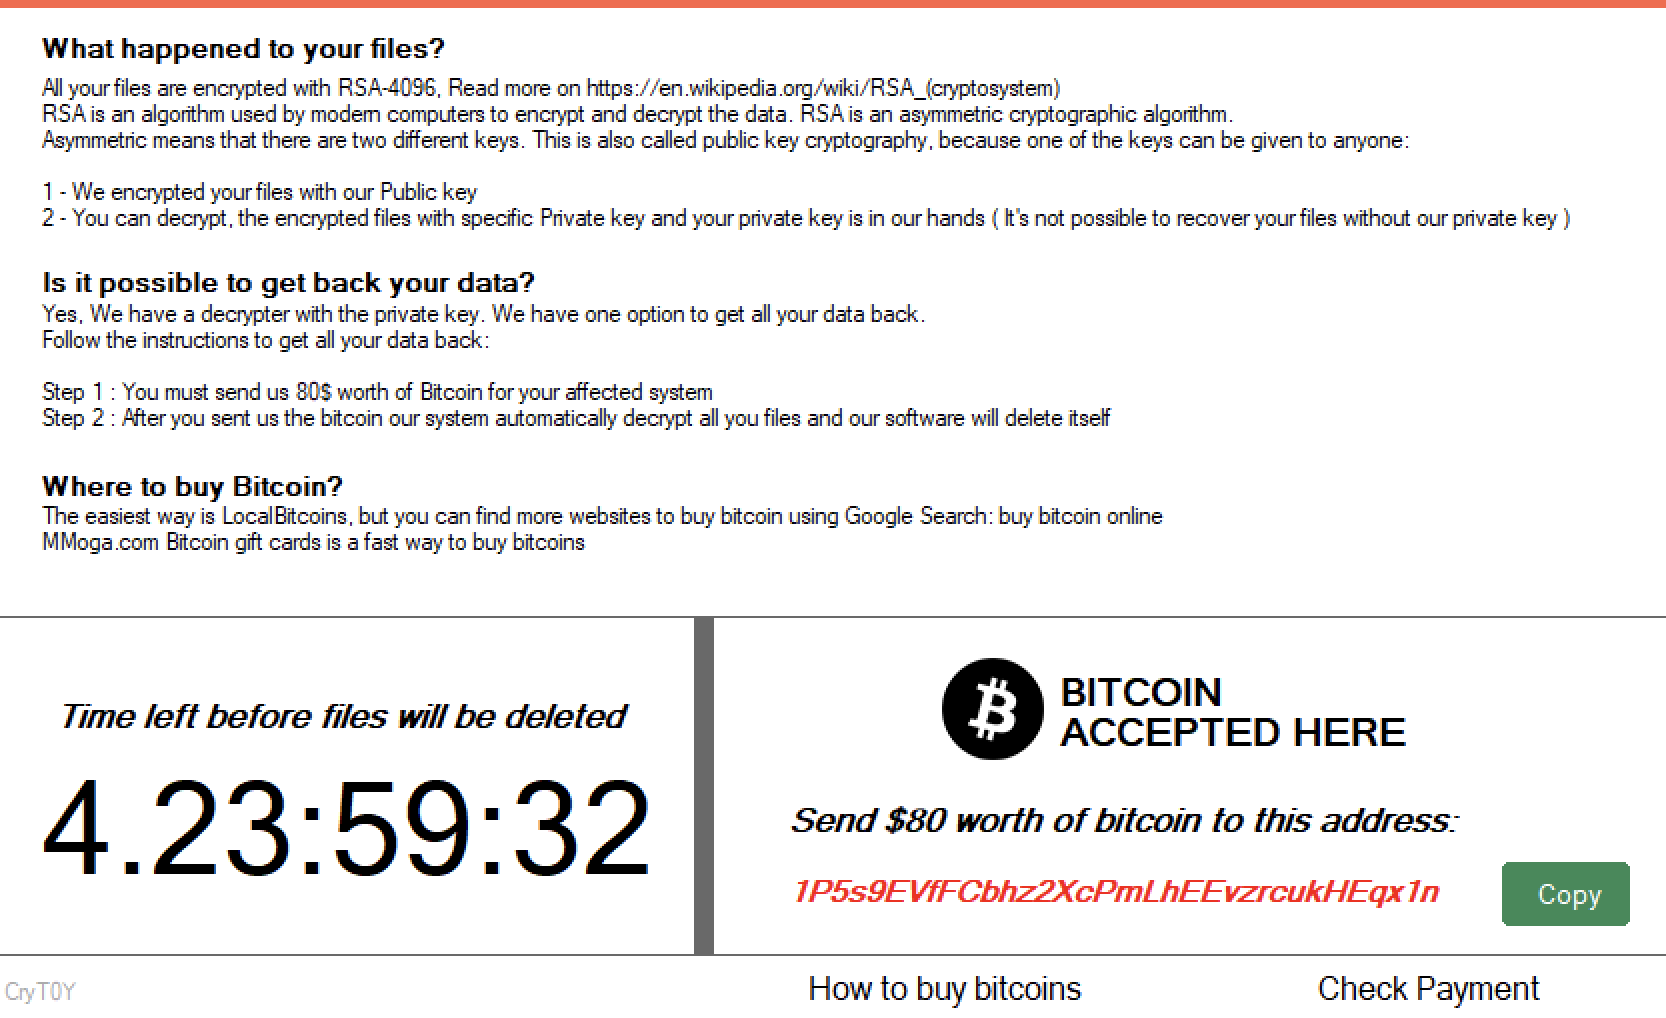 What happened to your files?
All your files are encrypted with RSA-4096, Read more on https://en.wikipedia.org/wiki/RSA_(cryptosystem)
RSA is an algorithm used by modern computers to encrypt and decrypt the data. RSA is an asymmetric cryptographic algorithm.
Asymmetric means that there are two different keys. This is also called public key cryptography, because one of the keys can be given to anyone:
1 - We encrypted your files with our Public key
2 - You can decrypt, the encrypted files with specific Private key and your private key is in our hands ( It's not possible to recover your files without our private key )
Is it possible to get back your data?
Yes, We have a decrypter with the private key. We have one option to get all your data back.
Follow the instructions to get all your data back:
Step 1 : You must send us 80$ worth of Bitcoin for your affected system
Step 2 : After you sent us the bitcoin our system automatically decrypt all you files and our software will delete itself
Where to buy Bitcoin?
The easiest way is LocalBitcoins, but you can find more websites to buy bitcoin using Google Search: buy bitcoin online
MMoga.com Bitcoin gift cards is a fast way to buy bitcoins
Time left before files will be deleted
4.23:59:32
BITCOIN
ACCEPTED HERE
Send $80 worth of bitcoin to this address:
1P5s9EVfFCbhz2XcPmLhEEvzrcukHEqx1n
Copy
CryT0Y
How to buy bitcoins
Check Payment